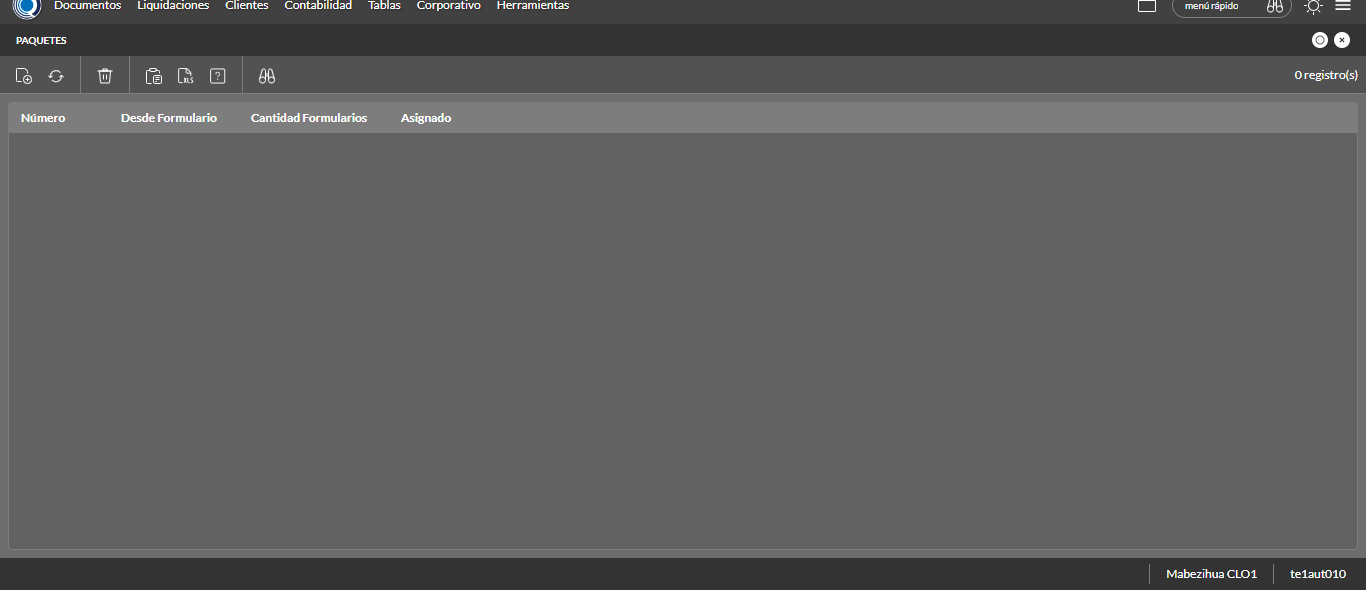 Documentos Liquidaciones Clientes Contabilidad Tablas Corporativo Herramientas menú rápido
PAQUETES
XLS ? 0 registro(s)
Número Desde Formulario Cantidad Formularios Asignado
Mabezihua CLO1 te1aut010